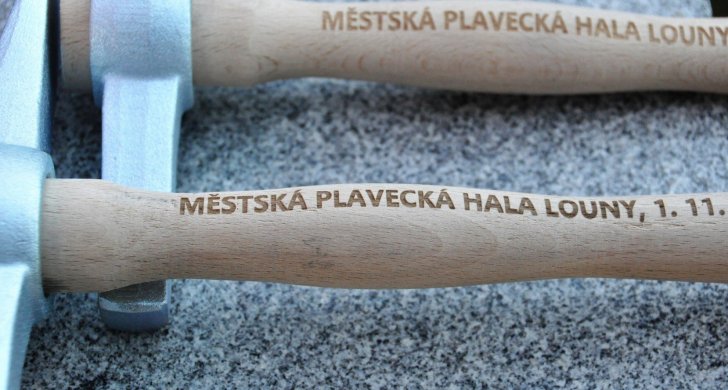 MĚSTSKÁ PLAVECKÁ HALA LOUNY
MĚSTSKÁ PLAVECKÁ HALA LOUNY, 1. 11.